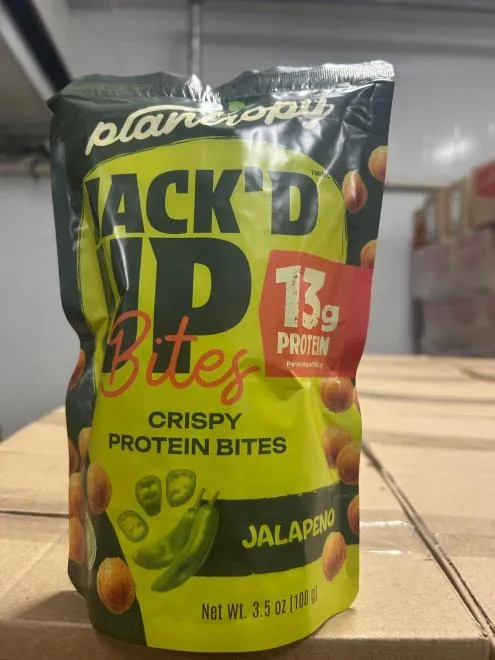 plantopy
JACK'D
UP
Bites
13g
PROTEIN
CRISPY
PROTEIN BITES
JALAPENO
Net Wt. 3.5 oz (100 g)